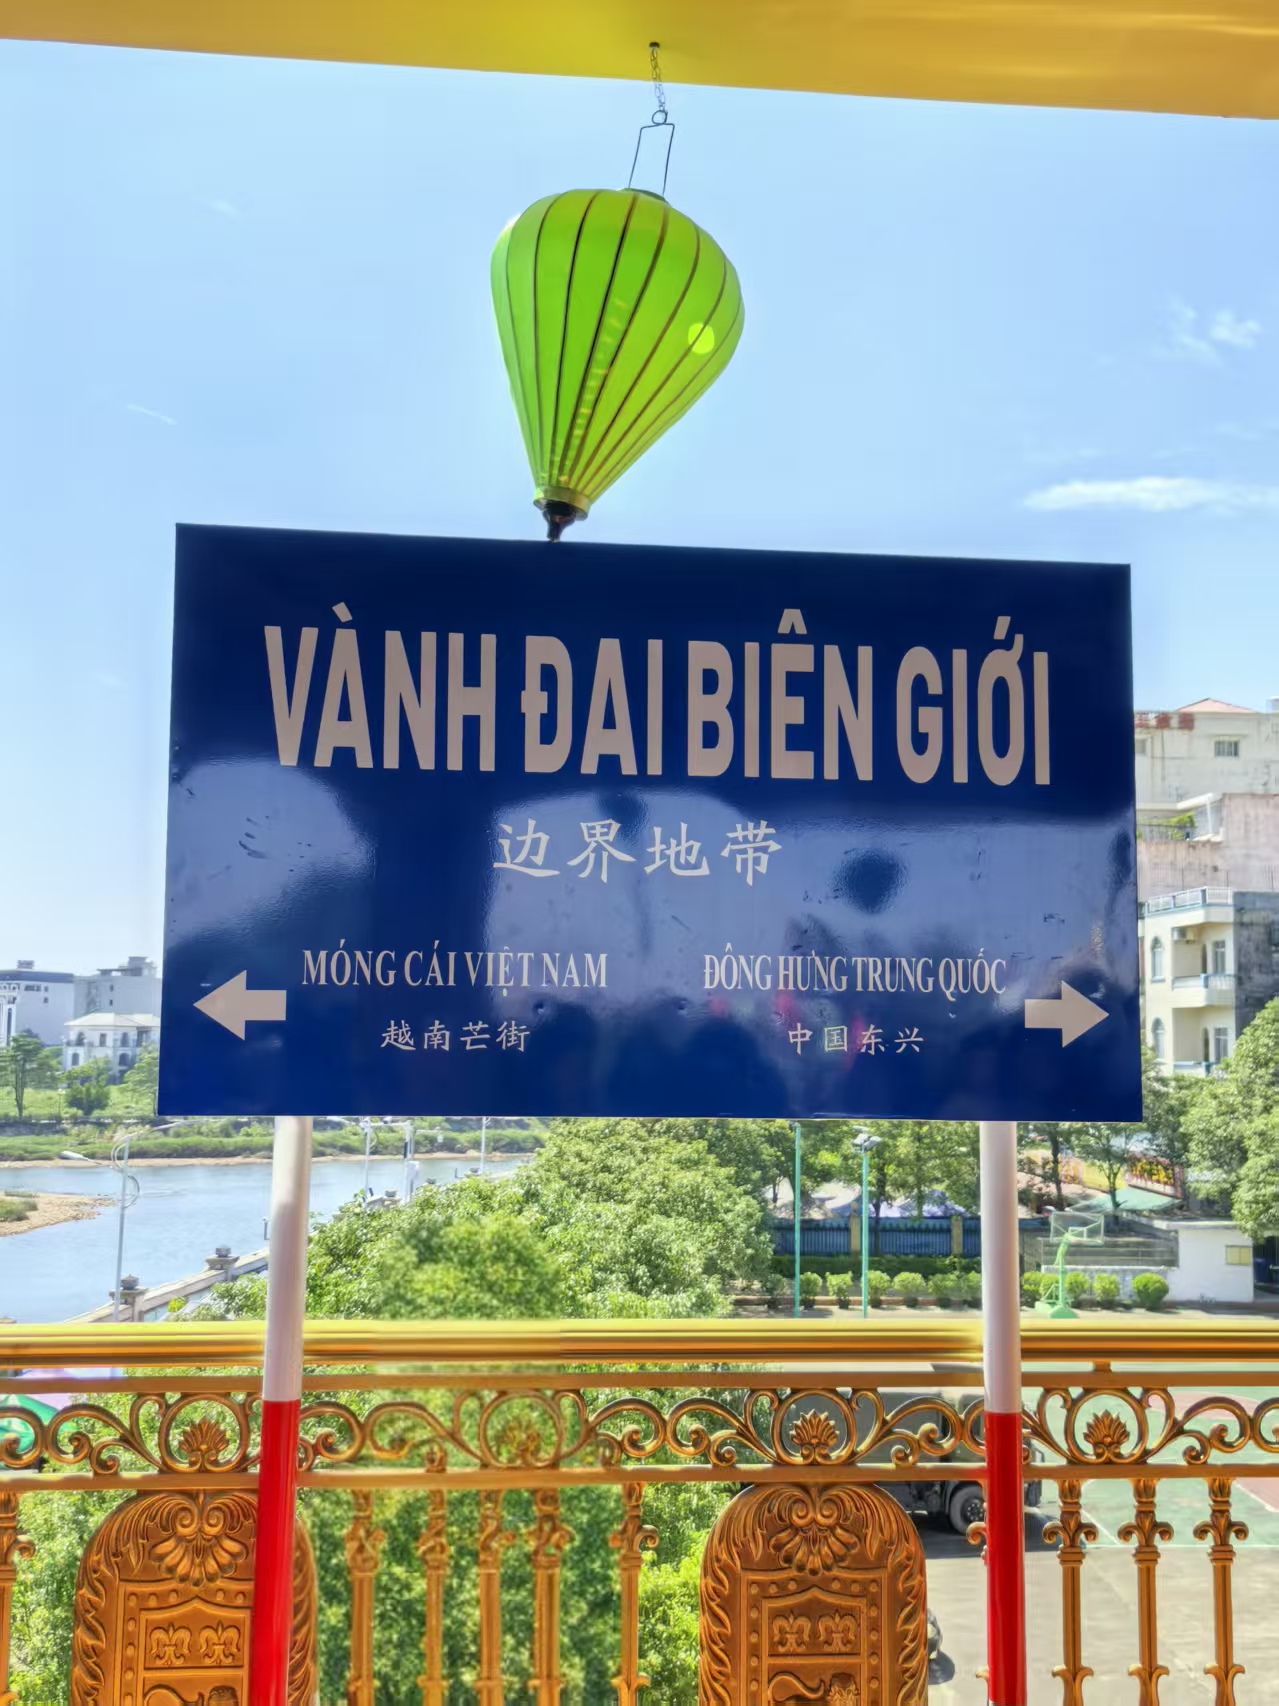 VÀNH ĐAI BIÊN GIỚI
边界地带
MÓNG CÁI VIỆT NAM
越南芒街
ĐÔNG HƯNG TRUNG QUỐC
中国东兴